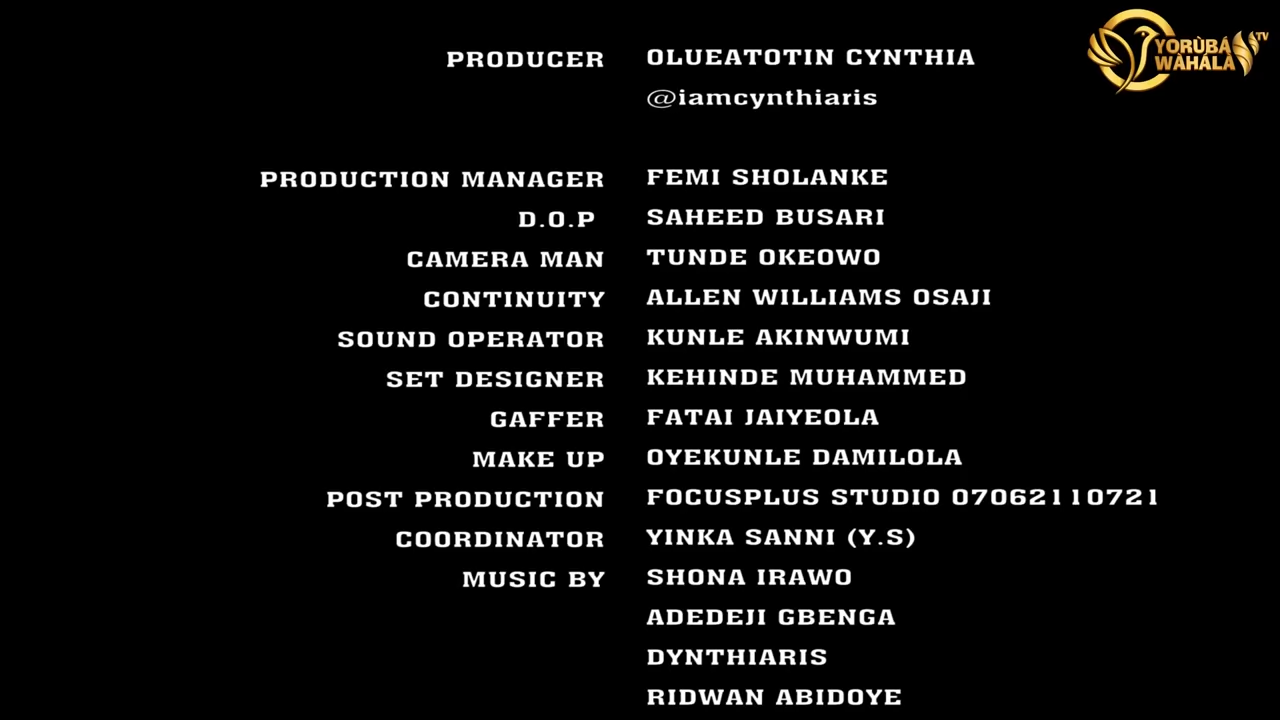 PRODUCER OLUEATOTIN CYNTHIA
@iamcynthiaris
PRODUCTION MANAGER FEMI SHOLANKE
D.O.P SAHEED BUSARI
CAMERA MAN TUNDE OKEOWO
CONTINUITY ALLEN WILLIAMS OSAJI
SOUND OPERATOR KUNLE AKINWUMI
SET DESIGNER KEHINDE MUHAMMED
GAFFER FATAI JAIYEOLA
MAKE UP OYEKUNLE DAMILOLA
POST PRODUCTION FOCUSPLUS STUDIO 07062110721
COORDINATOR YINKA SANNI (Y.S)
MUSIC BY SHONA IRAWO
ADEDEJI GBENGA
DYNTHIARIS
RIDWAN ABIDOYE
YORÙBÁ TV
WÀHÁLÀ